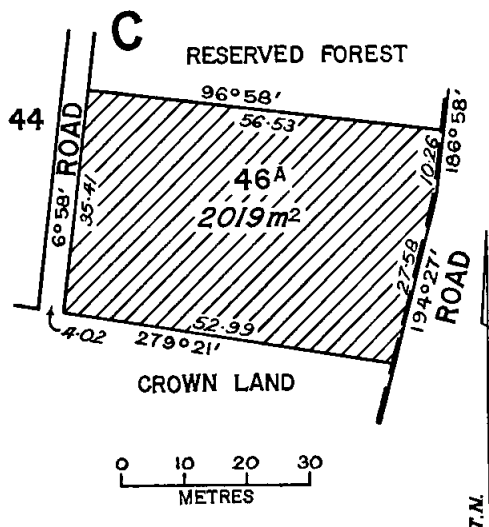 C
RESERVED FOREST
96°58'
56·53
44
ROAD
6°58'
35·41
46A
2019m²
10·26
186°58'
27·58
194°27'
ROAD
4·02
52·99
279°21'
CROWN LAND
0 10 20 30
METRES
T.N.